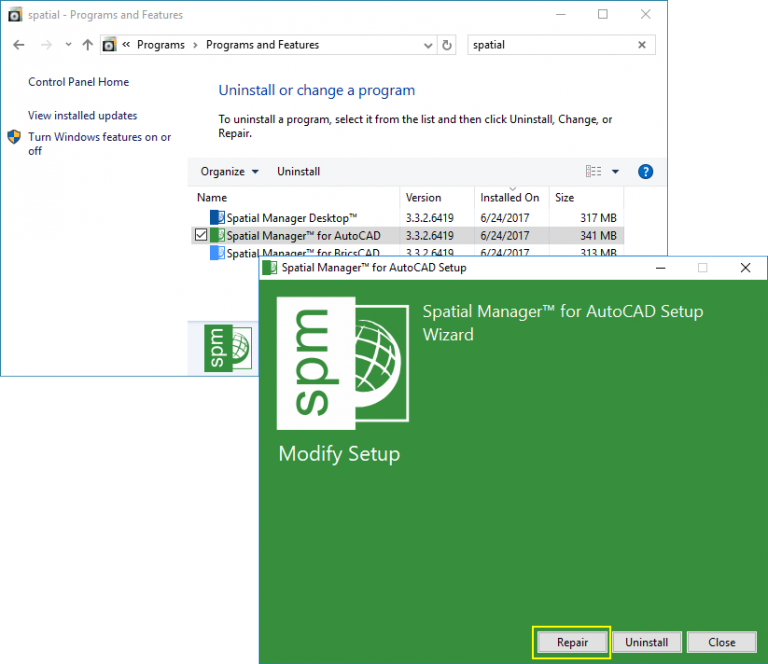 spatial - Programs and Features
« Programs > Programs and Features
spatial
Control Panel Home
View installed updates
Turn Windows features on or
off
Uninstall or change a program
To uninstall a program, select it from the list and then click Uninstall, Change, or
Repair.
Organize Uninstall
Name Version Installed On Size
Spatial Manager Desktop™ 3.3.2.6419 6/24/2017 317 MB
Spatial Manager™ for AutoCAD 3.3.2.6419 6/24/2017 341 MB
Spatial Manager™ for BricsCAD 3.3.2.6419 6/24/2017 313 MB
spm
Spatial Manager™ for AutoCAD Setup
spm
Spatial Manager™ for AutoCAD Setup
Wizard
Modify Setup
Repair Uninstall Close